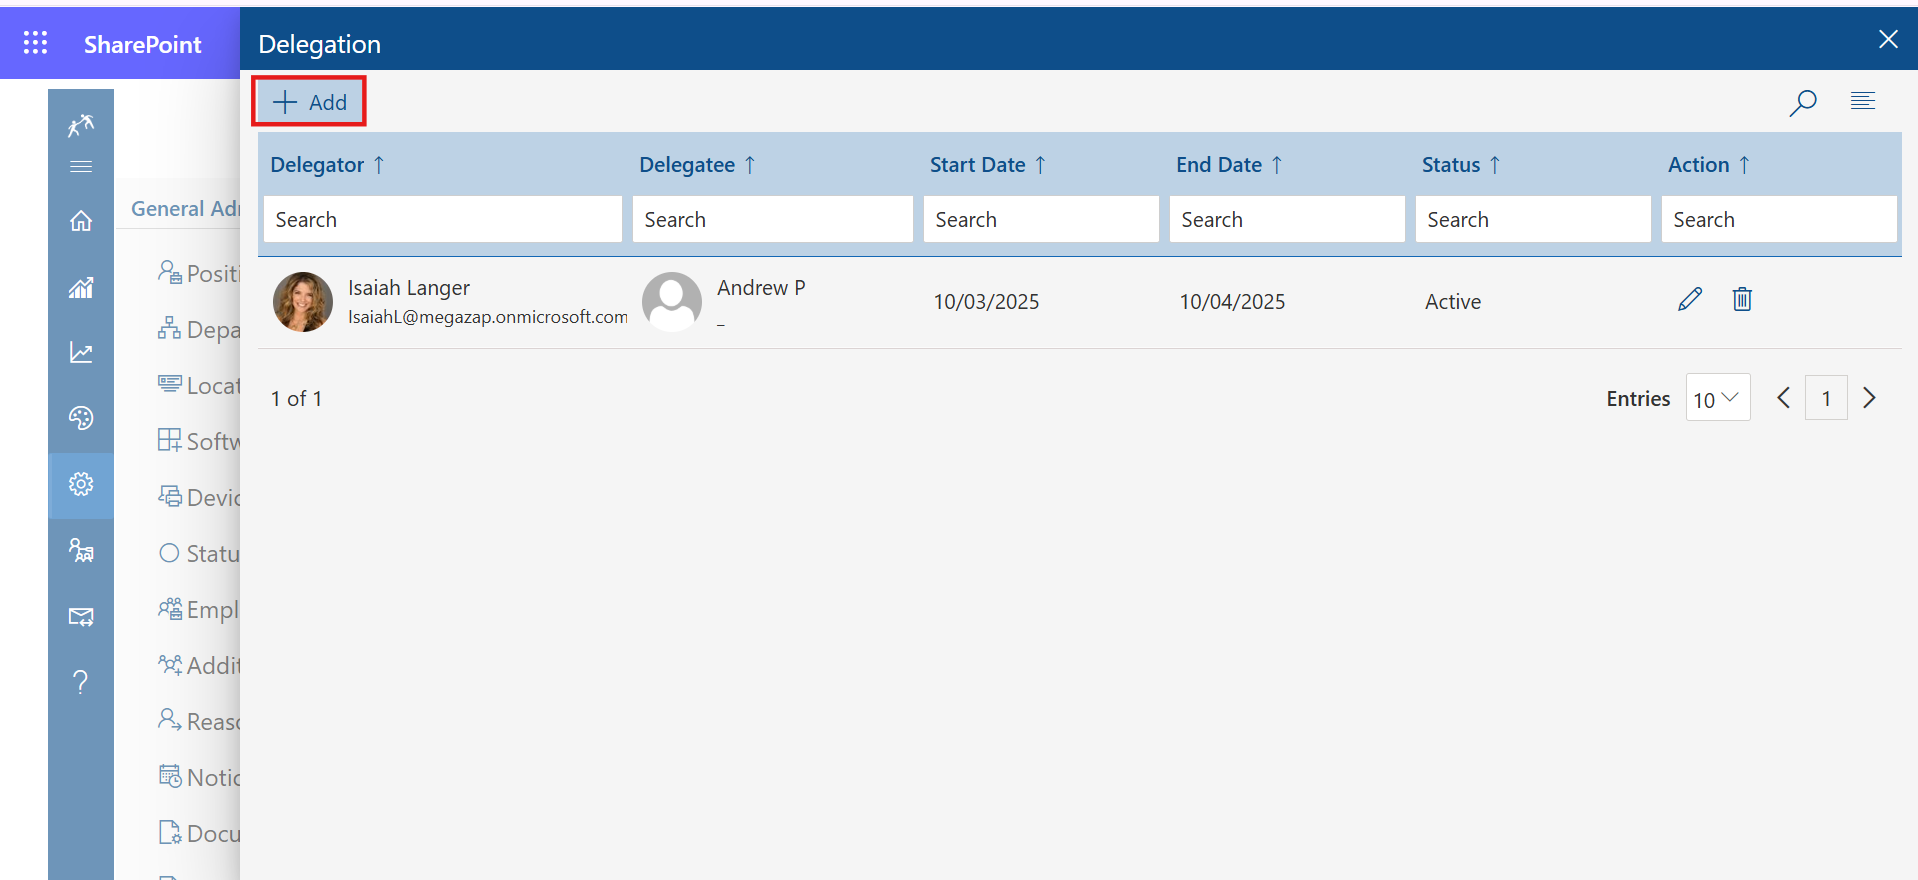 SharePoint
Delegation
Add
Delegator ↑ Delegatee ↑ Start Date ↑ End Date ↑ Status ↑ Action ↑
Search Search Search Search Search Search
General Adr
Isaiah Langer
IsaiahL@megazap.onmicrosoft.com
Andrew P
_
10/03/2025 10/04/2025 Active
1 of 1 Entries 10 1
Positi
Depa
Locat
Softw
Devic
Statu
Empl
Addit
Reaso
Notic
Docu